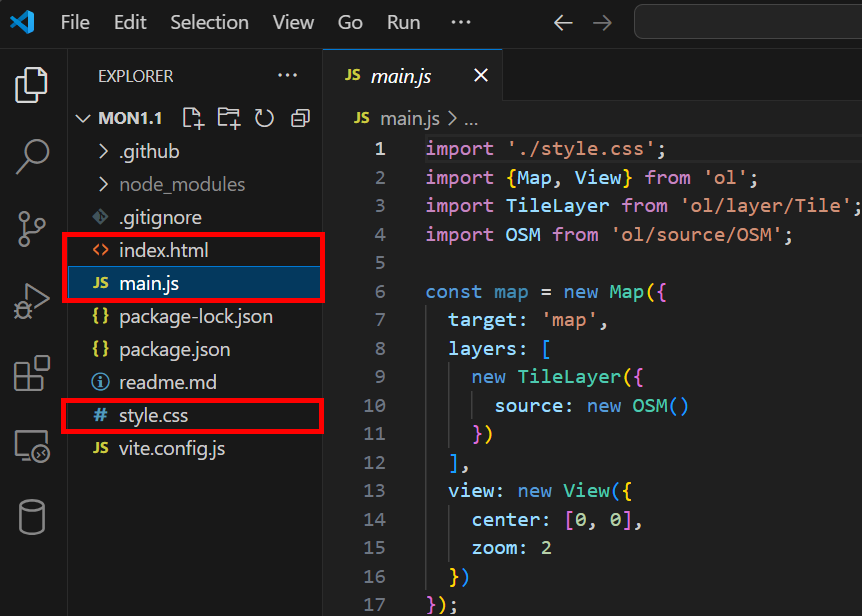 File Edit Selection View Go Run ...
EXPLORER ...
MON1.1
.github
node_modules
.gitignore
<> index.html
JS main.js
{} package-lock.json
{} package.json
readme.md
# style.css
JS vite.config.js
JS main.js
JS main.js > ...
1 import './style.css';
2 import {Map, View} from 'ol';
3 import TileLayer from 'ol/layer/Tile';
4 import OSM from 'ol/source/OSM';
5
6 const map = new Map({
7   target: 'map',
8   layers: [
9     new TileLayer({
10       source: new OSM()
11     })
12   ],
13   view: new View({
14     center: [0, 0],
15     zoom: 2
16   })
17 });